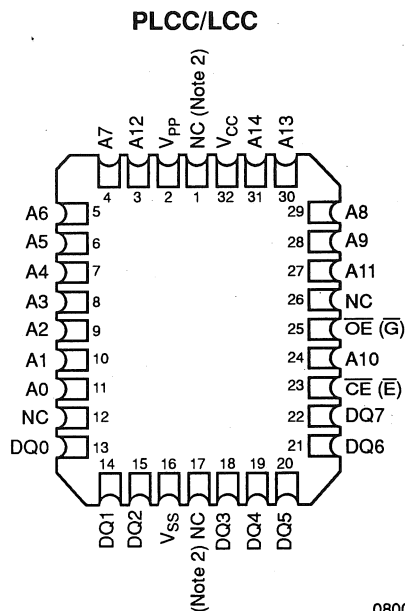 PLCC/LCC
A7 A12 VPP NC (Note 2) VCC A14 A13
4 3 2 1 32 31 30
A6 5 29 A8
A5 6 28 A9
A4 7 27 A11
A3 8 26 NC
A2 9 25 OE (G)
A1 10 24 A10
A0 11 23 CE (E)
NC 12 22 DQ7
DQ0 13 21 DQ6
14 15 16 17 18 19 20
DQ1 DQ2 VSS (Note 2) NC DQ3 DQ4 DQ5
0800